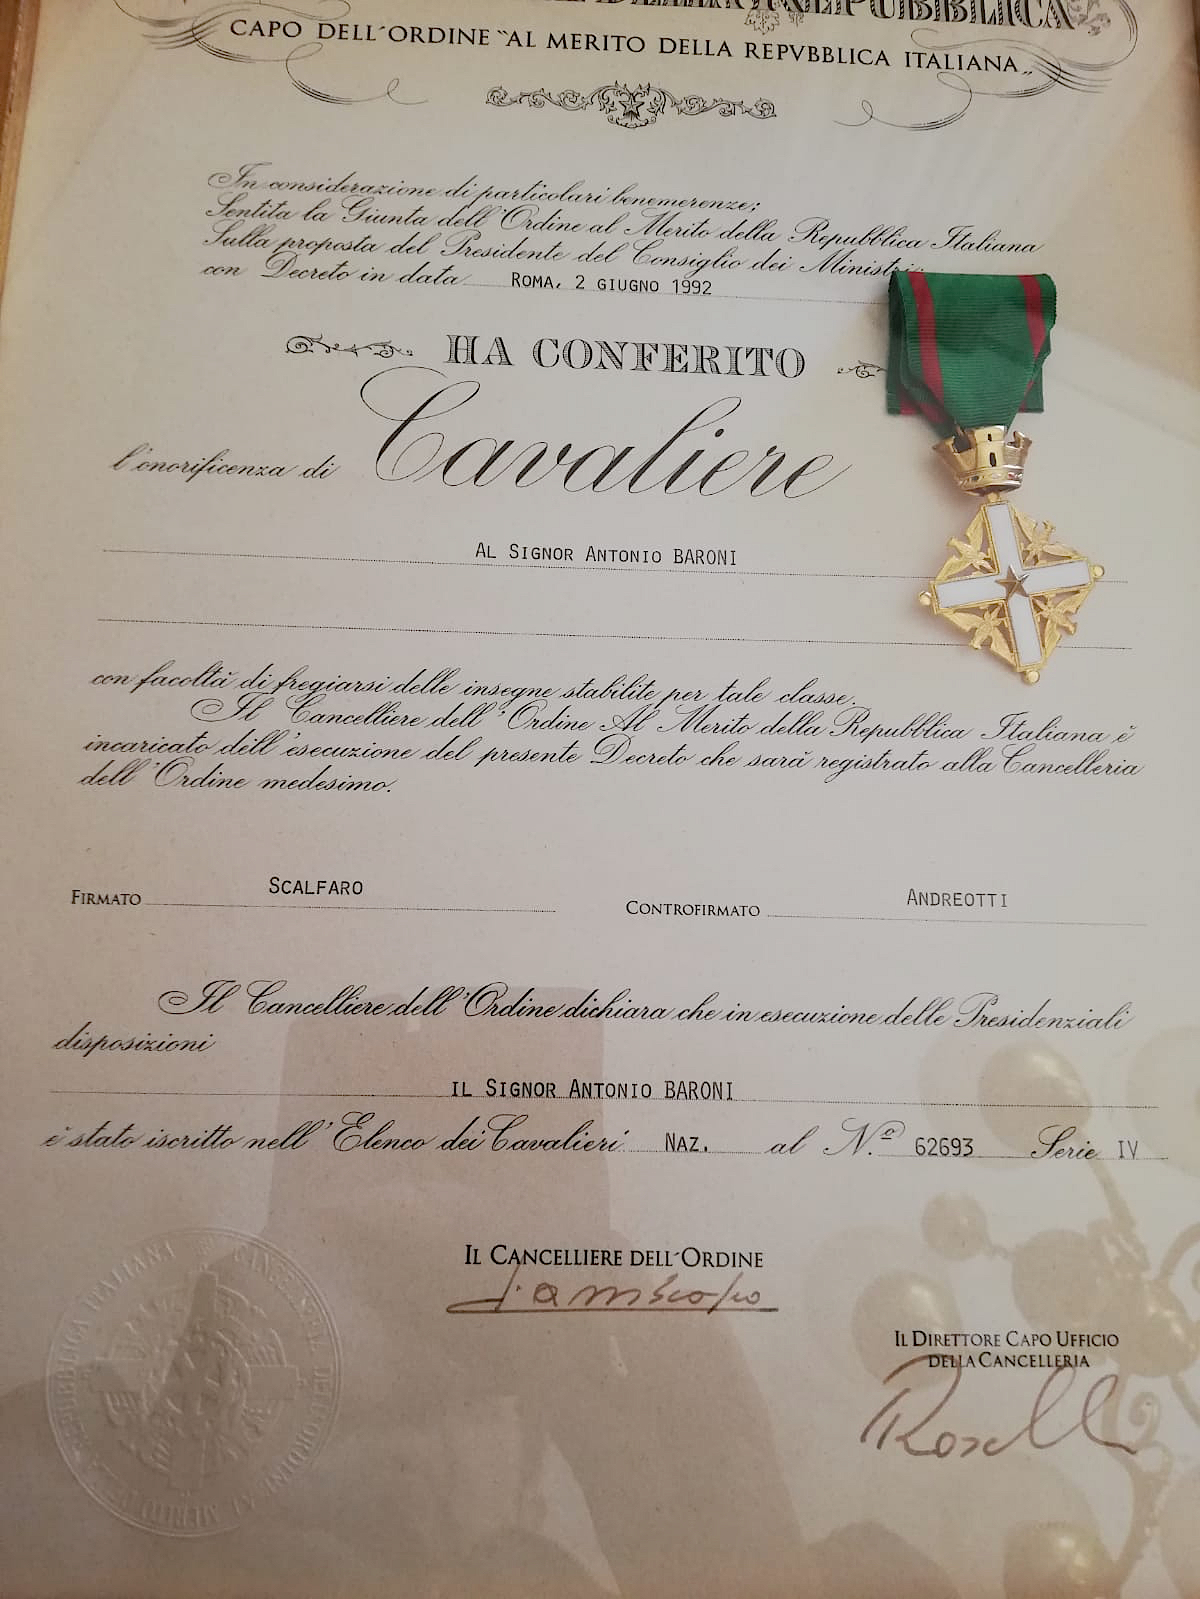 DELLA REPUBBLICA
CAPO DELL'ORDINE "AL MERITO DELLA REPVBBLICA ITALIANA„
In considerazione di particolari benemerenze;
Sentita la Giunta dell'Ordine al Merito della Repubblica Italiana
Sulla proposta del Presidente del Consiglio dei Ministri;
con Decreto in data ROMA, 2 GIUGNO 1992
HA CONFERITO
l'onorificenza di Cavaliere
AL SIGNOR ANTONIO BARONI
con facoltà di fregiarsi delle insegne stabilite per tale classe.
Il Cancelliere dell'Ordine Al Merito della Repubblica Italiana è
incaricato dell'esecuzione del presente Decreto che sarà registrato alla Cancelleria
dell'Ordine medesimo.
FIRMATO SCALFARO CONTROFIRMATO ANDREOTTI
Il Cancelliere dell'Ordine dichiara che in esecuzione delle Presidenziali
disposizioni
IL SIGNOR ANTONIO BARONI
è stato iscritto nell'Elenco dei Cavalieri NAZ. al N.º 62693 Serie IV
IL CANCELLIERE DELL'ORDINE
IL DIRETTORE CAPO UFFICIO
DELLA CANCELLERIA